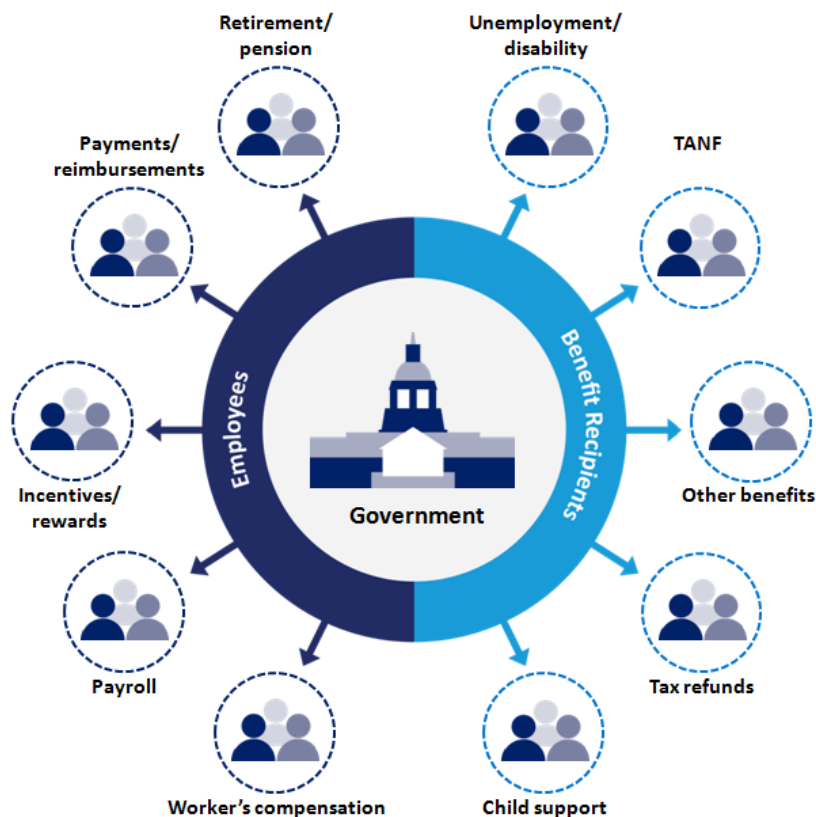 Retirement/
pension
Unemployment/
disability
Payments/
reimbursements
TANF
Employees
Benefit Recipients
Government
Incentives/
rewards
Other benefits
Payroll
Tax refunds
Worker’s compensation
Child support